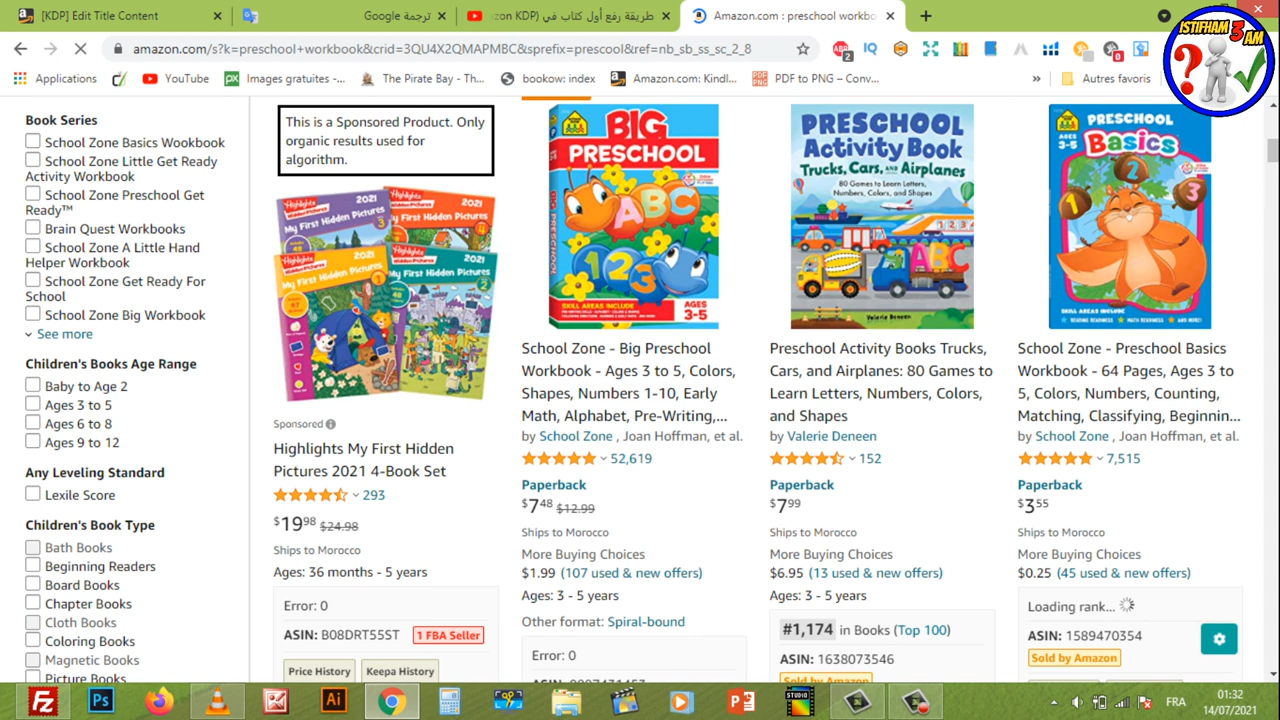 [KDP] Edit Title Content
ترجمة Google
طريقة رفع أول كتاب في (KDP
Amazon.com : preschool workbo
ISTIFHAM 3 AM
amazon.com/s?k=preschool+workbook&crid=3QU4X2QMAPMBC&sprefix=prescool&ref=nb_sb_ss_sc_2_8
Applications
YouTube
Images gratuites -...
The Pirate Bay - Th...
bookow: index
Amazon.com: Kindl...
PDF to PNG – Conv...
»
Autres favoris
Book Series
School Zone Basics Wookbook
School Zone Little Get Ready
Activity Workbook
School Zone Preschool Get
Ready™
Brain Quest Workbooks
School Zone A Little Hand
Helper Workbook
School Zone Get Ready For
School
School Zone Big Workbook
See more
Children's Books Age Range
Baby to Age 2
Ages 3 to 5
Ages 6 to 8
Ages 9 to 12
Any Leveling Standard
Lexile Score
Children's Book Type
Bath Books
Beginning Readers
Board Books
Chapter Books
Cloth Books
Coloring Books
Magnetic Books
Picture Books
This is a Sponsored Product. Only
organic results used for
algorithm.
Highlights
My First Hidden Pictures
2021
Sponsored
Highlights My First Hidden
Pictures 2021 4-Book Set
293
$19.98 $24.98
Ships to Morocco
Ages: 36 months - 5 years
Error: 0
ASIN: B08DRT55ST 1 FBA Seller
Price History Keepa History
BIG
PRESCHOOL
ABC
123
SKILL AREAS INCLUDE
AGES
3-5
School Zone - Big Preschool
Workbook - Ages 3 to 5, Colors,
Shapes, Numbers 1-10, Early
Math, Alphabet, Pre-Writing,...
by School Zone , Joan Hoffman, et al.
52,619
Paperback
$7.48 $12.99
Ships to Morocco
More Buying Choices
$1.99 (107 used & new offers)
Ages: 3 - 5 years
Other format: Spiral-bound
Error: 0
PRESCHOOL
Activity Book
Trucks, Cars, and Airplanes
80 Games to Learn Letters,
Numbers, Colors, and Shapes
ABC
Valerie Deneen
Preschool Activity Books Trucks,
Cars, and Airplanes: 80 Games to
Learn Letters, Numbers, Colors,
and Shapes
by Valerie Deneen
152
Paperback
$7.99
Ships to Morocco
More Buying Choices
$6.95 (13 used & new offers)
Ages: 3 - 5 years
#1,174 in Books (Top 100)
ASIN: 1638073546
Sold by Amazon
AGES
3-5
PRESCHOOL
Basics
1 2 3
SKILL AREAS INCLUDE
READING READINESS MATH READINESS AND MORE!
School Zone - Preschool Basics
Workbook - 64 Pages, Ages 3 to
5, Colors, Numbers, Counting,
Matching, Classifying, Beginnin...
by School Zone , Joan Hoffman, et al.
7,515
Paperback
$3.55
Ships to Morocco
More Buying Choices
$0.25 (45 used & new offers)
Loading rank...
ASIN: 1589470354
Sold by Amazon
FRA
01:32
14/07/2021